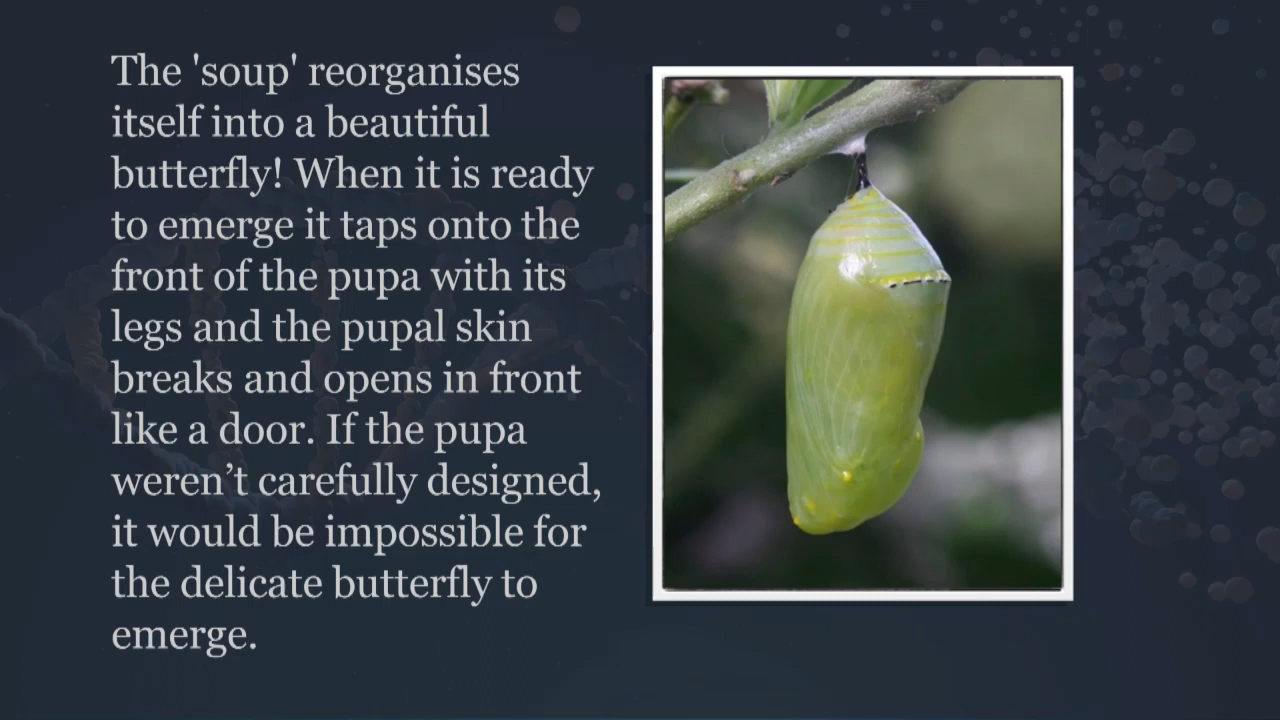 The 'soup' reorganises
itself into a beautiful
butterfly! When it is ready
to emerge it taps onto the
front of the pupa with its
legs and the pupal skin
breaks and opens in front
like a door. If the pupa
weren’t carefully designed,
it would be impossible for
the delicate butterfly to
emerge.